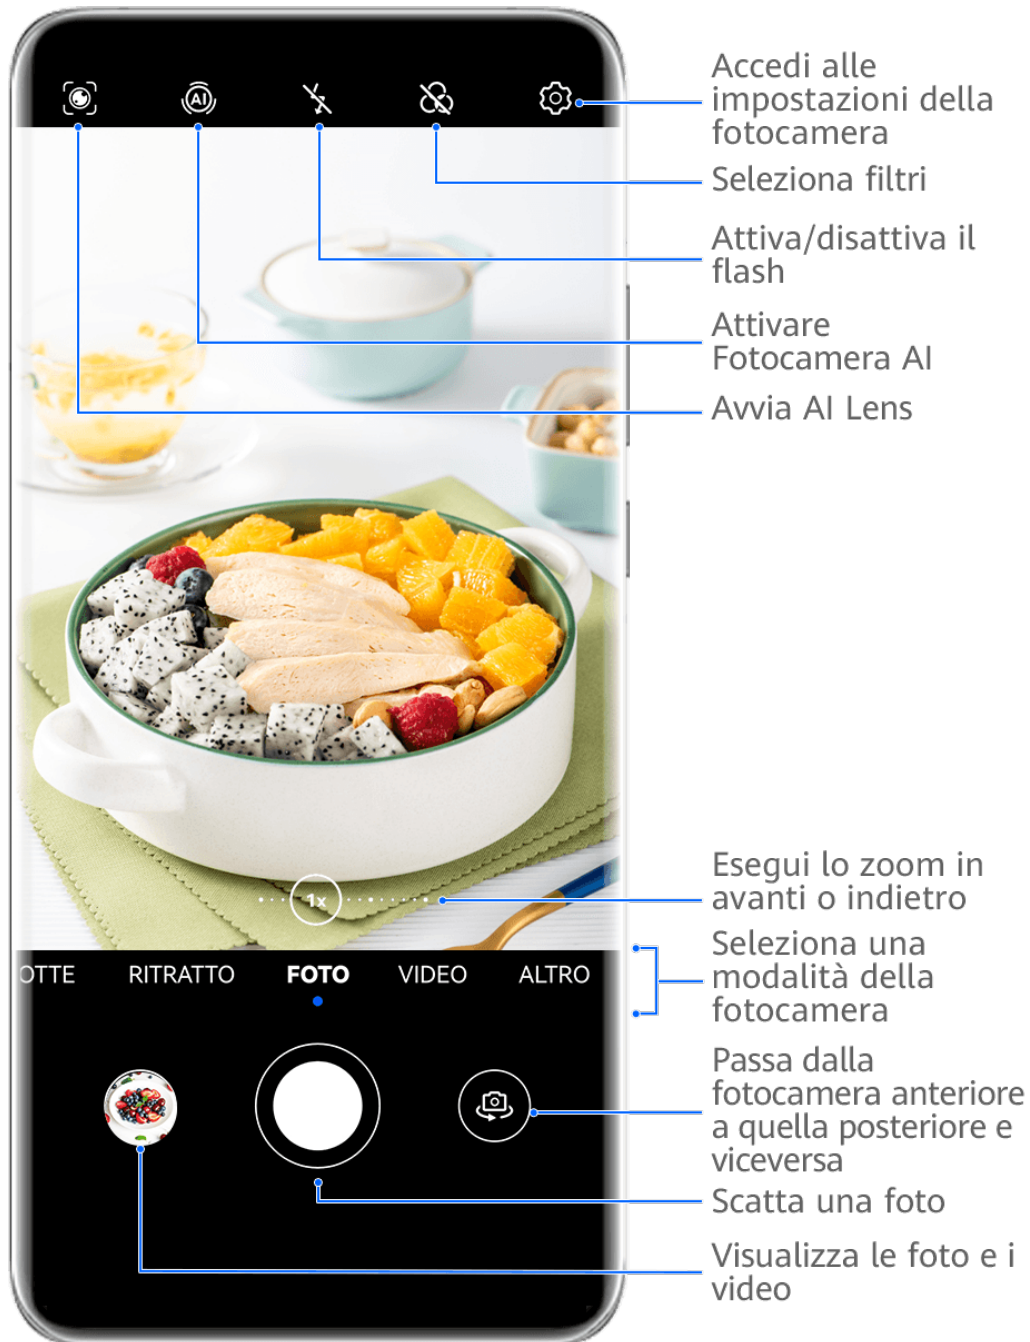 AI
Accedi alle
impostazioni della
fotocamera
Seleziona filtri
Attiva/disattiva il
flash
Attivare
Fotocamera AI
Avvia AI Lens
1x
Esegui lo zoom in
avanti o indietro
Seleziona una
modalità della
fotocamera
OTTE RITRATTO FOTO VIDEO ALTRO
Passa dalla
fotocamera anteriore
a quella posteriore e
viceversa
Scatta una foto
Visualizza le foto e i
video